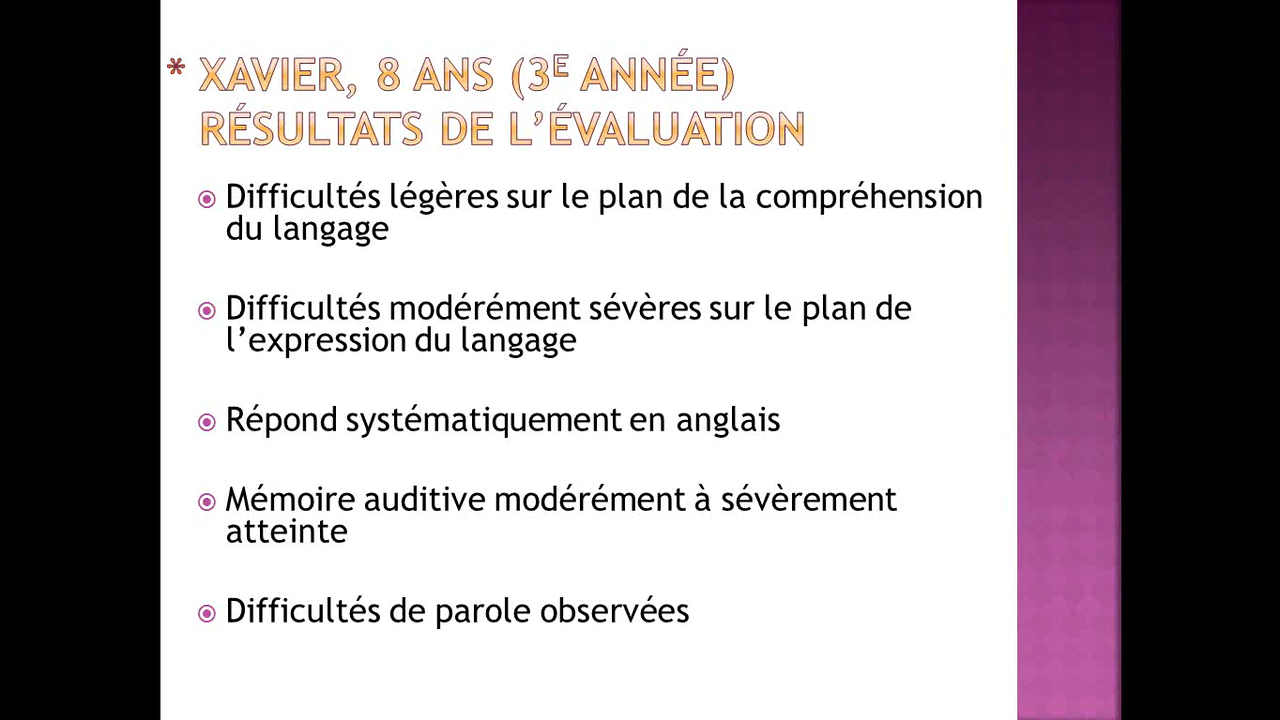 * XAVIER, 8 ANS (3E ANNÉE)
RÉSULTATS DE L’ÉVALUATION
Difficultés légères sur le plan de la compréhension
du langage
Difficultés modérément sévères sur le plan de
l’expression du langage
Répond systématiquement en anglais
Mémoire auditive modérément à sévèrement
atteinte
Difficultés de parole observées